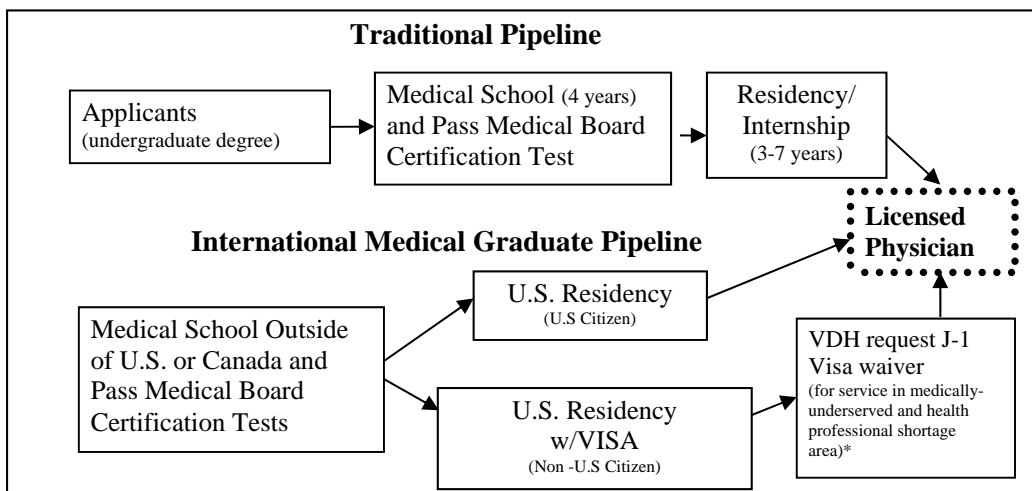 Traditional Pipeline
Applicants
(undergraduate degree)
Medical School (4 years)
and Pass Medical Board
Certification Test
Residency/
Internship
(3-7 years)
Licensed
Physician
International Medical Graduate Pipeline
Medical School Outside
of U.S. or Canada and
Pass Medical Board
Certification Tests
U.S. Residency
(U.S Citizen)
U.S. Residency
w/VISA
(Non -U.S Citizen)
VDH request J-1
Visa waiver
(for service in medically-
underserved and health
professional shortage
area)*